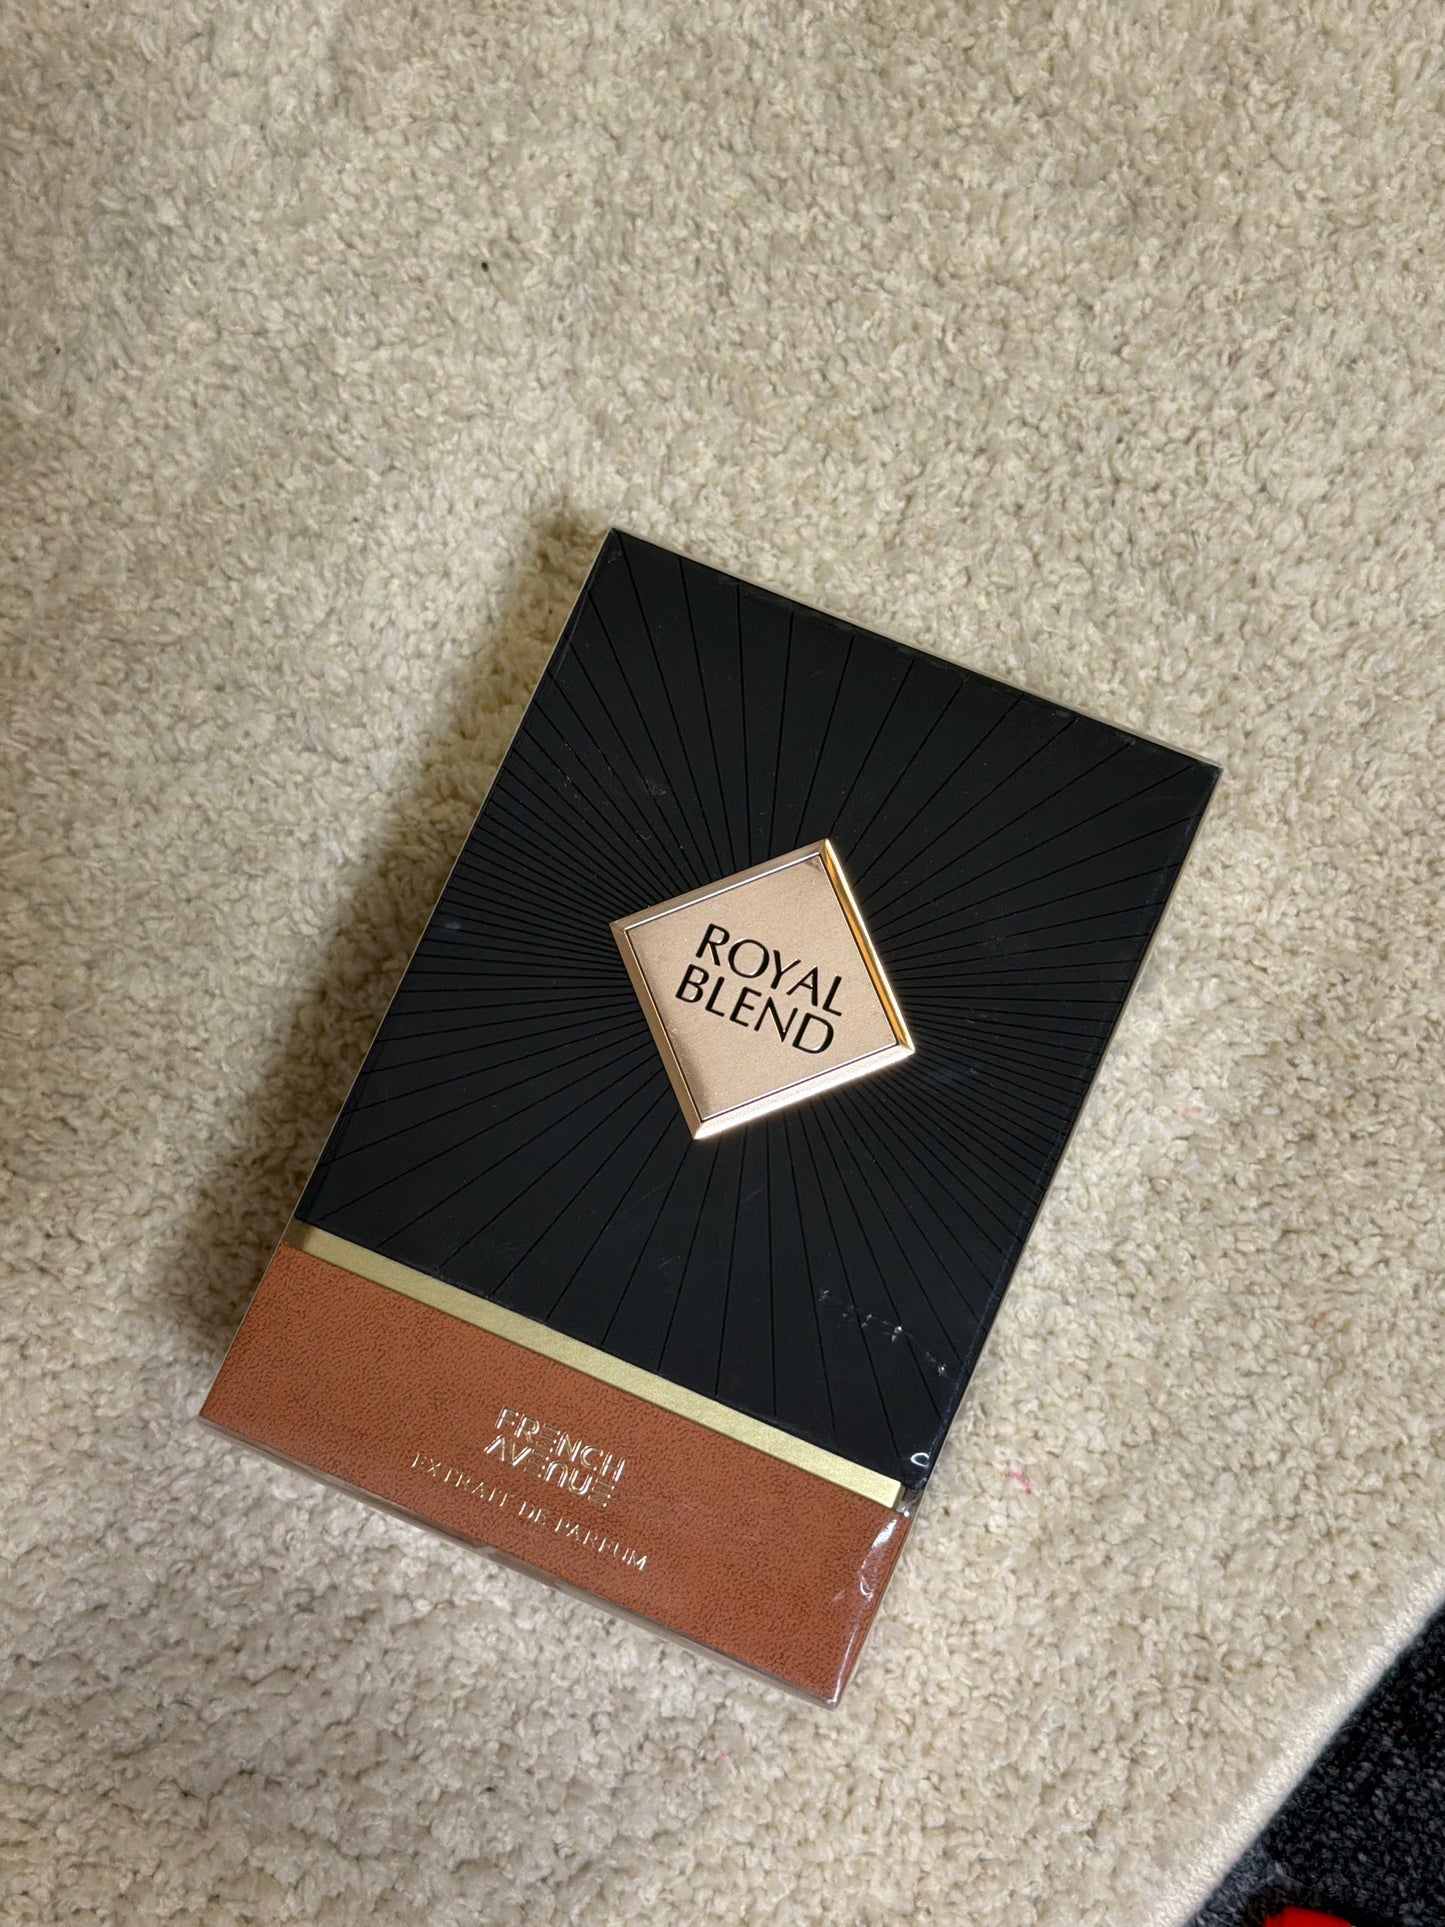 ROYAL
BLEND
FRENCH
AVENUE
EXTRAIT DE PARFUM